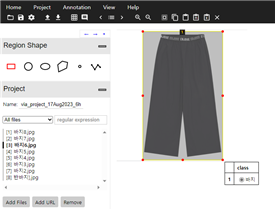 Home Project Annotation View Help
Region Shape
Project
Name: via_project_17Aug2023_6h
All files regular expression
[1] 바지8.jpg
[2] 바지7.jpg
[3] 바지6.jpg
[4] 바지5.jpg
[5] 바지4.jpg
[6] 바지3.jpg
[7] 바지2.jpg
[8] 반바지.jpg
Add Files Add URL Remove
1
class
1 바지